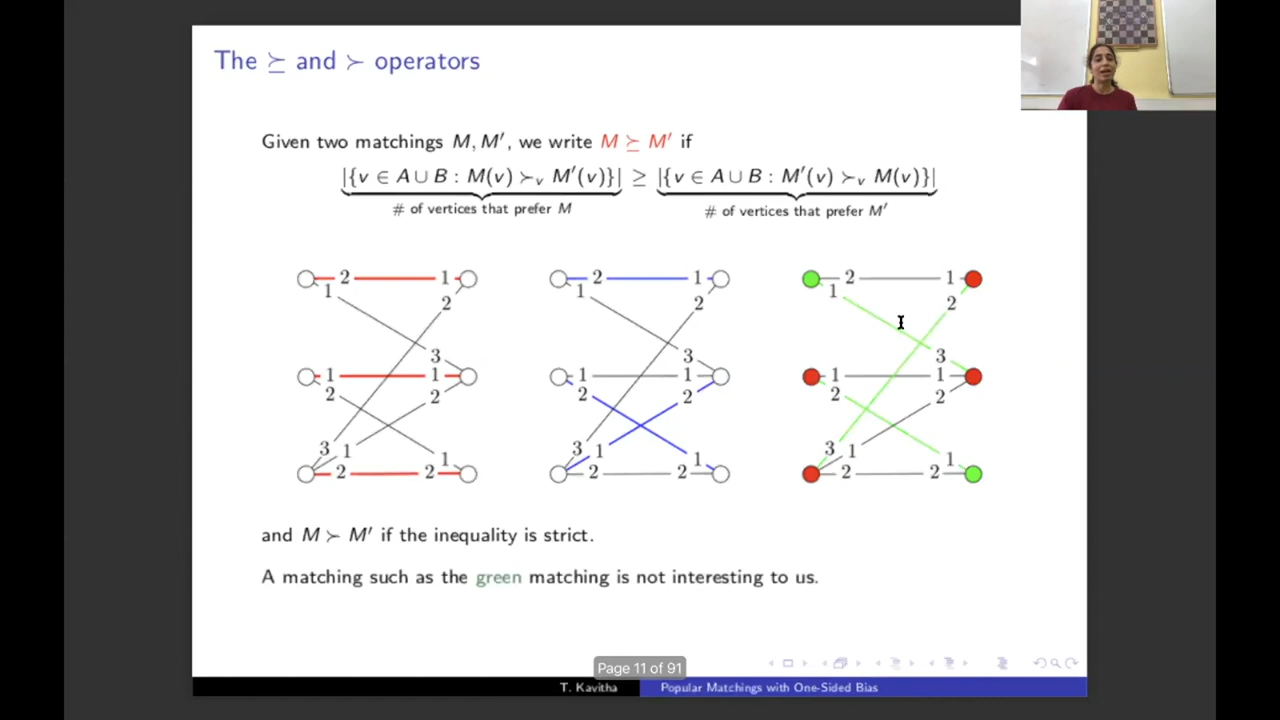 The ⪰ and ≻ operators
Given two matchings M, M′, we write M ⪰ M′ if
|{v ∈ A ∪ B : M(v) ≻ᵥ M′(v)}| ≥ |{v ∈ A ∪ B : M′(v) ≻ᵥ M(v)}|
# of vertices that prefer M # of vertices that prefer M′
2 1 2 1 2 1
1 2 1 2 1 2
3 3 3
1 1 1 1 1 1
2 2 2 2 2 2
3 1 1 3 1 1 3 1 1
2 2 2 2 2 2
and M ≻ M′ if the inequality is strict.
A matching such as the green matching is not interesting to us.
Page 11 of 91
T. Kavitha Popular Matchings with One-Sided Bias